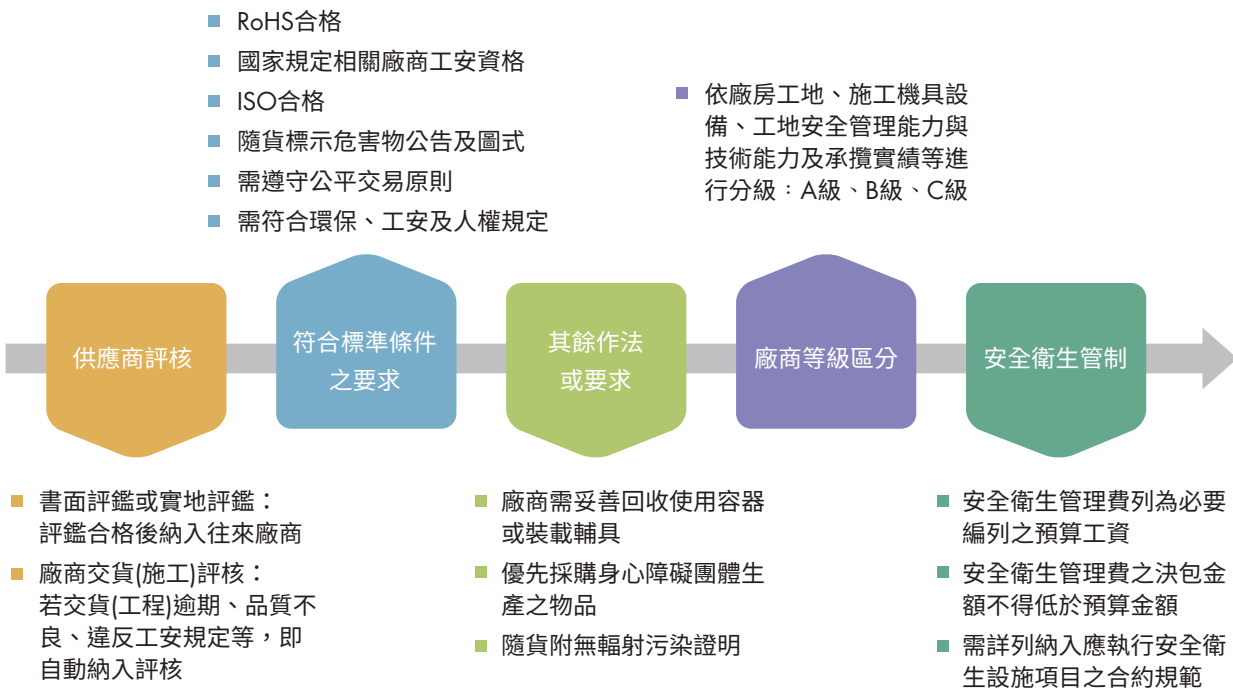 RoHS合格
國家規定相關廠商工安資格
ISO合格
隨貨標示危害物公告及圖式
需遵守公平交易原則
需符合環保、工安及人權規定
依廠房工地、施工機具設
備、工地安全管理能力與
技術能力及承攬實績等進
行分級：A級、B級、C級
供應商評核
符合標準條件
之要求
其餘作法
或要求
廠商等級區分
安全衛生管制
書面評鑑或實地評鑑：
評鑑合格後納入往來廠商
廠商交貨(施工)評核：
若交貨(工程)逾期、品質不
良、違反工安規定等，即
自動納入評核
廠商需妥善回收使用容器
或裝載輔具
優先採購身心障礙團體生
產之物品
隨貨附無輻射污染證明
安全衛生管理費列為必要
編列之預算工資
安全衛生管理費之決包金
額不得低於預算金額
需詳列納入應執行安全衛
生設施項目之合約規範